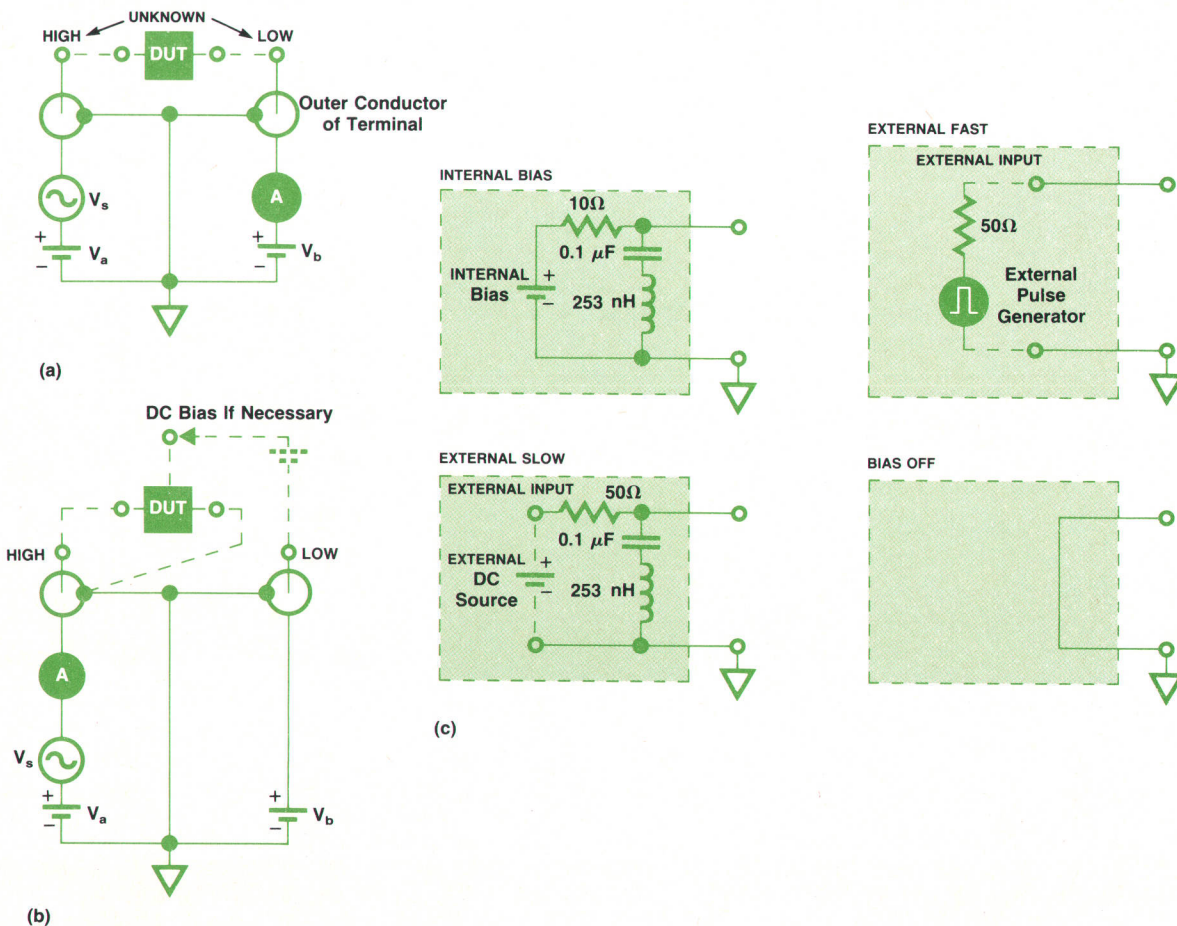 UNKNOWN
HIGH
LOW
DUT
Outer Conductor
of Terminal
Vs
A
+
−
Va
+
−
Vb
(a)
DC Bias If Necessary
DUT
HIGH
LOW
A
Vs
+
−
Va
+
−
Vb
(b)
INTERNAL BIAS
10Ω
0.1 μF
INTERNAL
Bias
+
−
253 nH
EXTERNAL SLOW
EXTERNAL INPUT
50Ω
0.1 μF
EXTERNAL
DC
Source
+
−
253 nH
(c)
EXTERNAL FAST
EXTERNAL INPUT
50Ω
External
Pulse
Generator
BIAS OFF